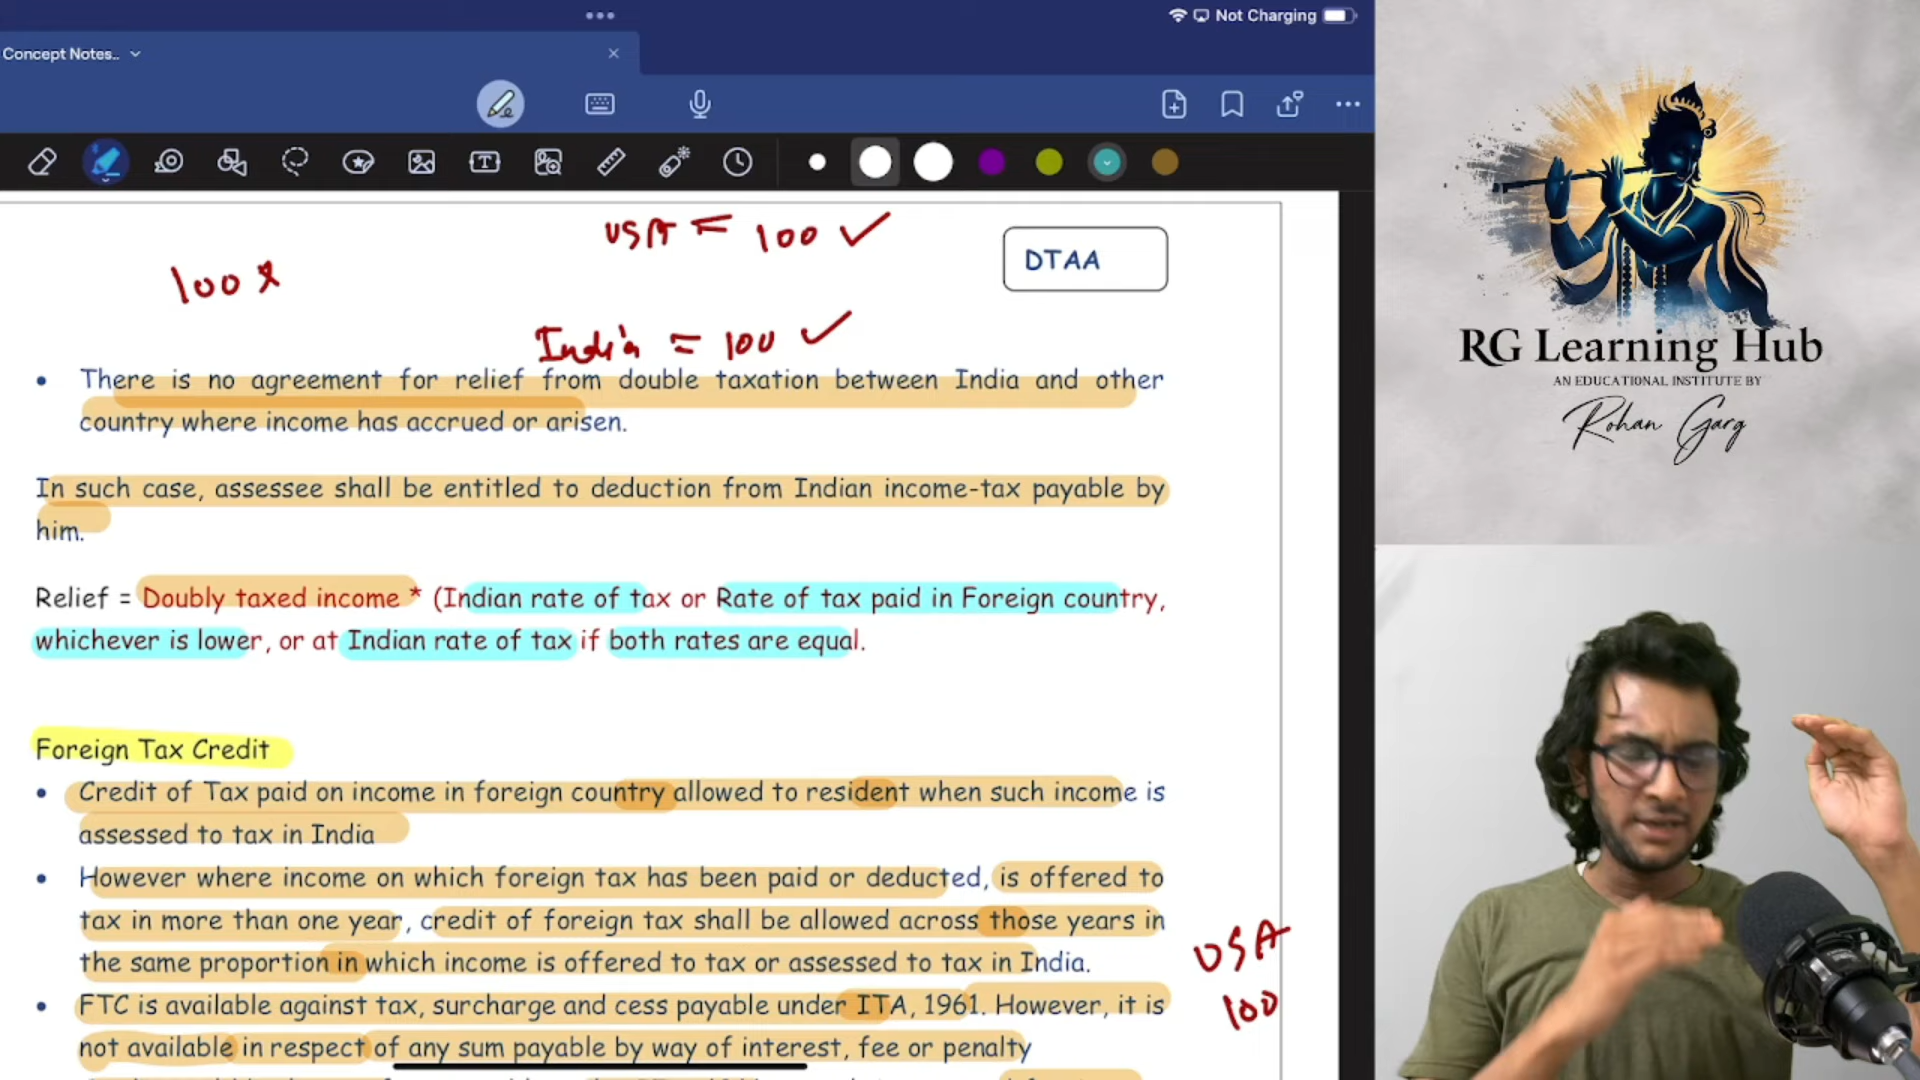 Not Charging
Concept Notes..
USA = 100 ✓
DTAA
100 x
India = 100 ✓
• There is no agreement for relief from double taxation between India and other
country where income has accrued or arisen.
In such case, assessee shall be entitled to deduction from Indian income-tax payable by
him.
Relief = Doubly taxed income * (Indian rate of tax or Rate of tax paid in Foreign country,
whichever is lower, or at Indian rate of tax if both rates are equal.
Foreign Tax Credit
• Credit of Tax paid on income in foreign country allowed to resident when such income is
assessed to tax in India
• However where income on which foreign tax has been paid or deducted, is offered to
tax in more than one year, credit of foreign tax shall be allowed across those years in
the same proportion in which income is offered to tax or assessed to tax in India.
• FTC is available against tax, surcharge and cess payable under ITA, 1961. However, it is
not available in respect of any sum payable by way of interest, fee or penalty
USA
100
RG Learning Hub
AN EDUCATIONAL INSTITUTE BY
Rohan Garg